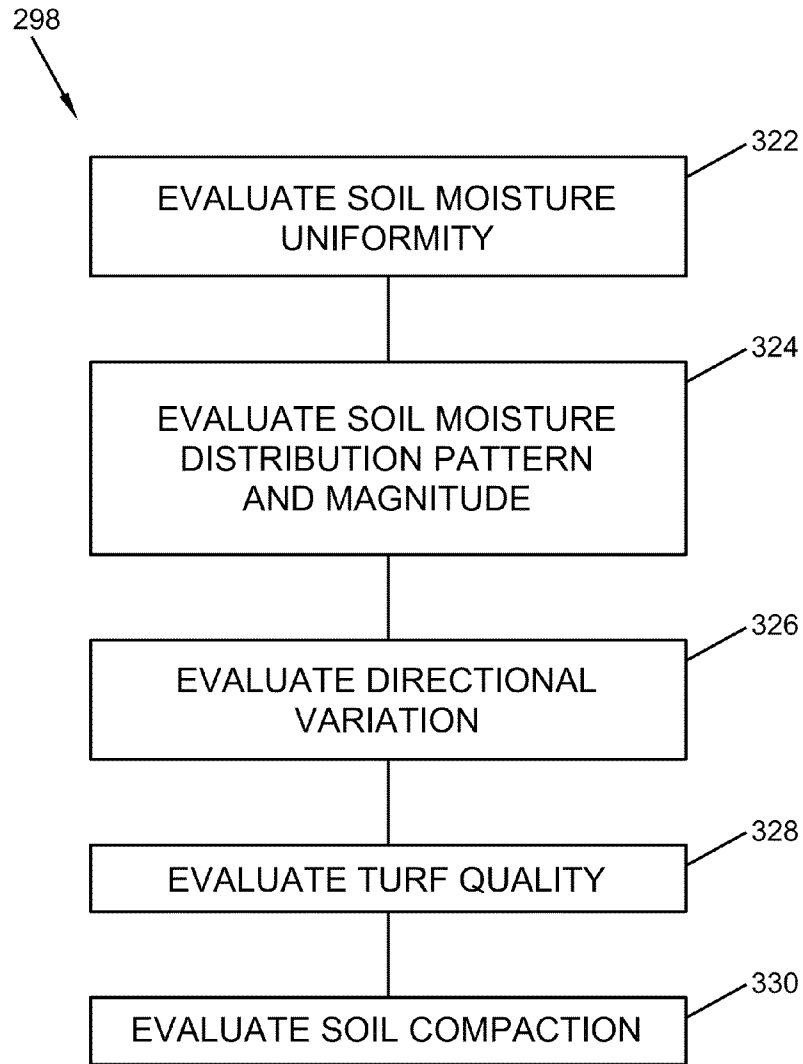 298
322
EVALUATE SOIL MOISTURE
UNIFORMITY
324
EVALUATE SOIL MOISTURE
DISTRIBUTION PATTERN
AND MAGNITUDE
326
EVALUATE DIRECTIONAL
VARIATION
328
EVALUATE TURF QUALITY
330
EVALUATE SOIL COMPACTION